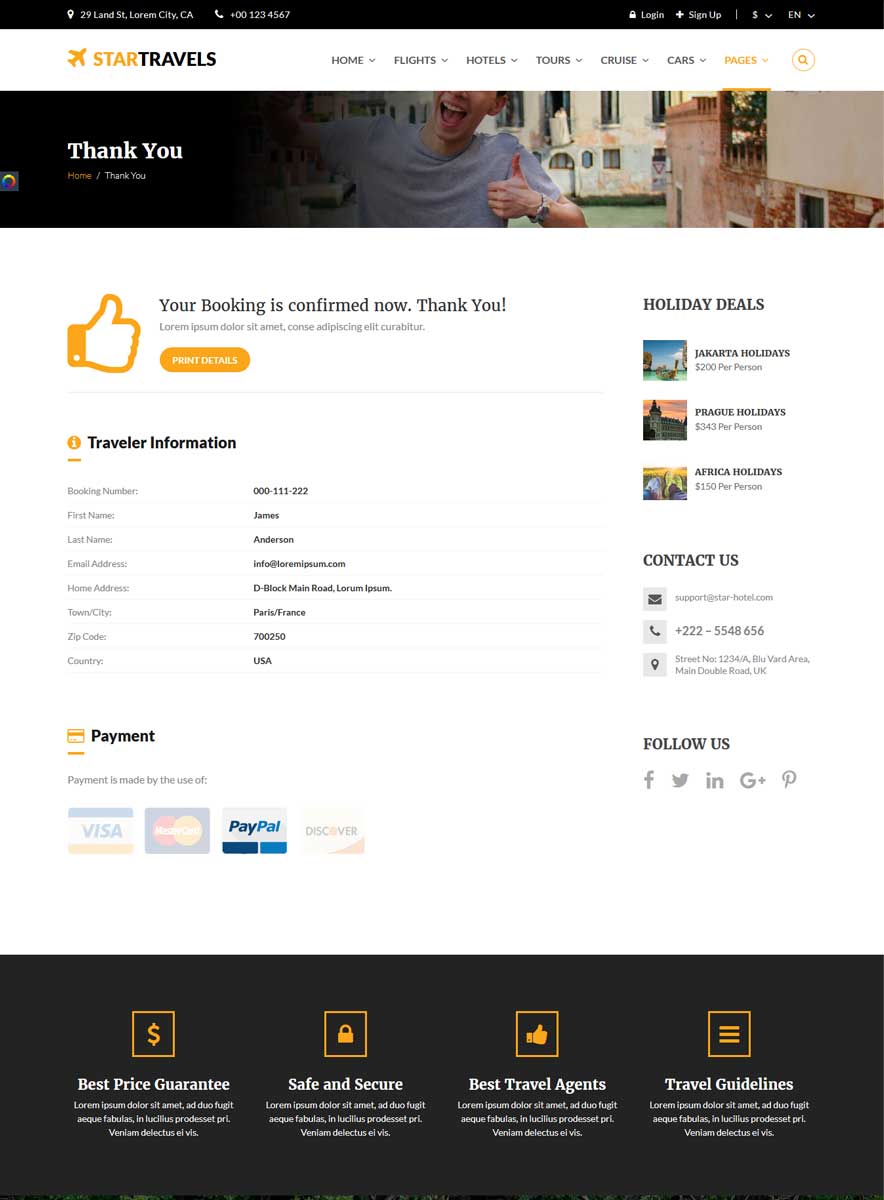 29 Land St, Lorem City, CA
+00 123 4567
Login
Sign Up
$
EN
STARTRAVELS
HOME
FLIGHTS
HOTELS
TOURS
CRUISE
CARS
PAGES
Thank You
Home / Thank You
Your Booking is confirmed now. Thank You!
Lorem ipsum dolor sit amet, conse adipiscing elit curabitur.
PRINT DETAILS
Traveler Information
Booking Number: 000-111-222
First Name: James
Last Name: Anderson
Email Address: info@loremipsum.com
Home Address: D-Block Main Road, Lorum Ipsum.
Town/City: Paris/France
Zip Code: 700250
Country: USA
Payment
Payment is made by the use of:
VISA
MasterCard
PayPal
DISCOVER
HOLIDAY DEALS
JAKARTA HOLIDAYS
$200 Per Person
PRAGUE HOLIDAYS
$343 Per Person
AFRICA HOLIDAYS
$150 Per Person
CONTACT US
support@star-hotel.com
+222 – 5548 656
Street No: 1234/A, Blu Vard Area,
Main Double Road, UK
FOLLOW US
Best Price Guarantee
Lorem ipsum dolor sit amet, ad duo fugit
aeque fabulas, in lucilius prodesset pri.
Veniam delectus ei vis.
Safe and Secure
Lorem ipsum dolor sit amet, ad duo fugit
aeque fabulas, in lucilius prodesset pri.
Veniam delectus ei vis.
Best Travel Agents
Lorem ipsum dolor sit amet, ad duo fugit
aeque fabulas, in lucilius prodesset pri.
Veniam delectus ei vis.
Travel Guidelines
Lorem ipsum dolor sit amet, ad duo fugit
aeque fabulas, in lucilius prodesset pri.
Veniam delectus ei vis.